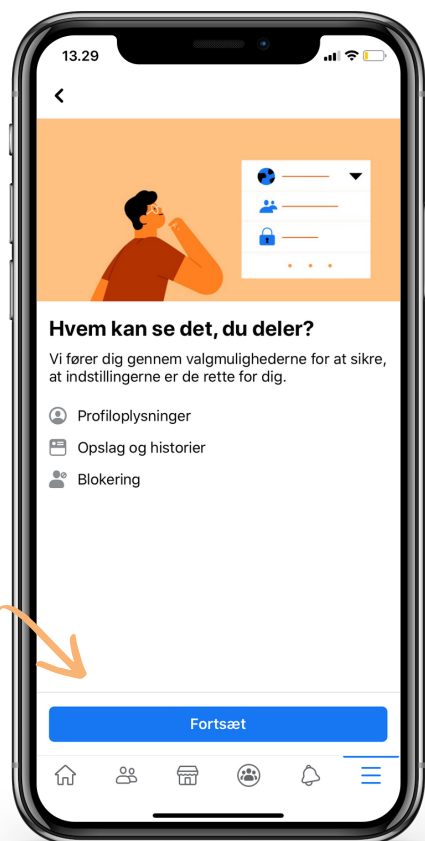 13.29
Hvem kan se det, du deler?
Vi fører dig gennem valgmulighederne for at sikre,
at indstillingerne er de rette for dig.
Profiloplysninger
Opslag og historier
Blokering
Fortsæt